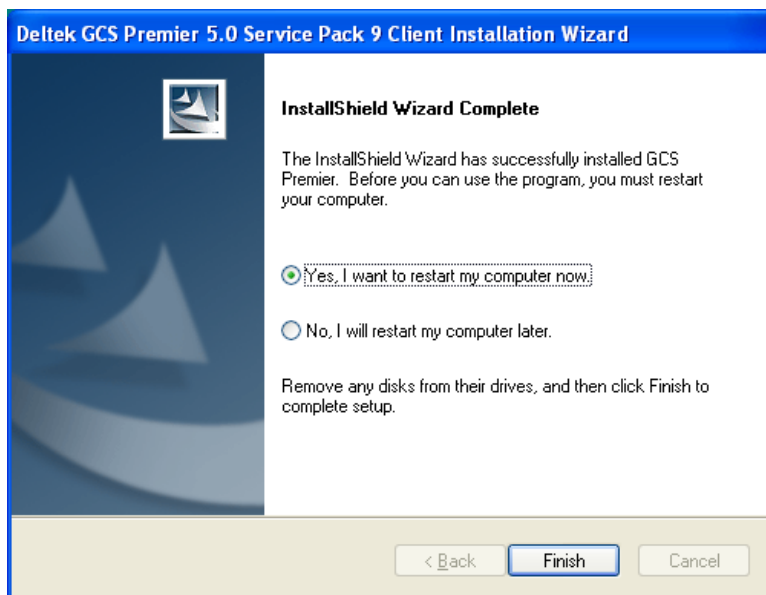 Deltek GCS Premier 5.0 Service Pack 9 Client Installation Wizard
InstallShield Wizard Complete
The InstallShield Wizard has successfully installed GCS
Premier. Before you can use the program, you must restart
your computer.
Yes, I want to restart my computer now.
No, I will restart my computer later.
Remove any disks from their drives, and then click Finish to
complete setup.
< Back Finish Cancel